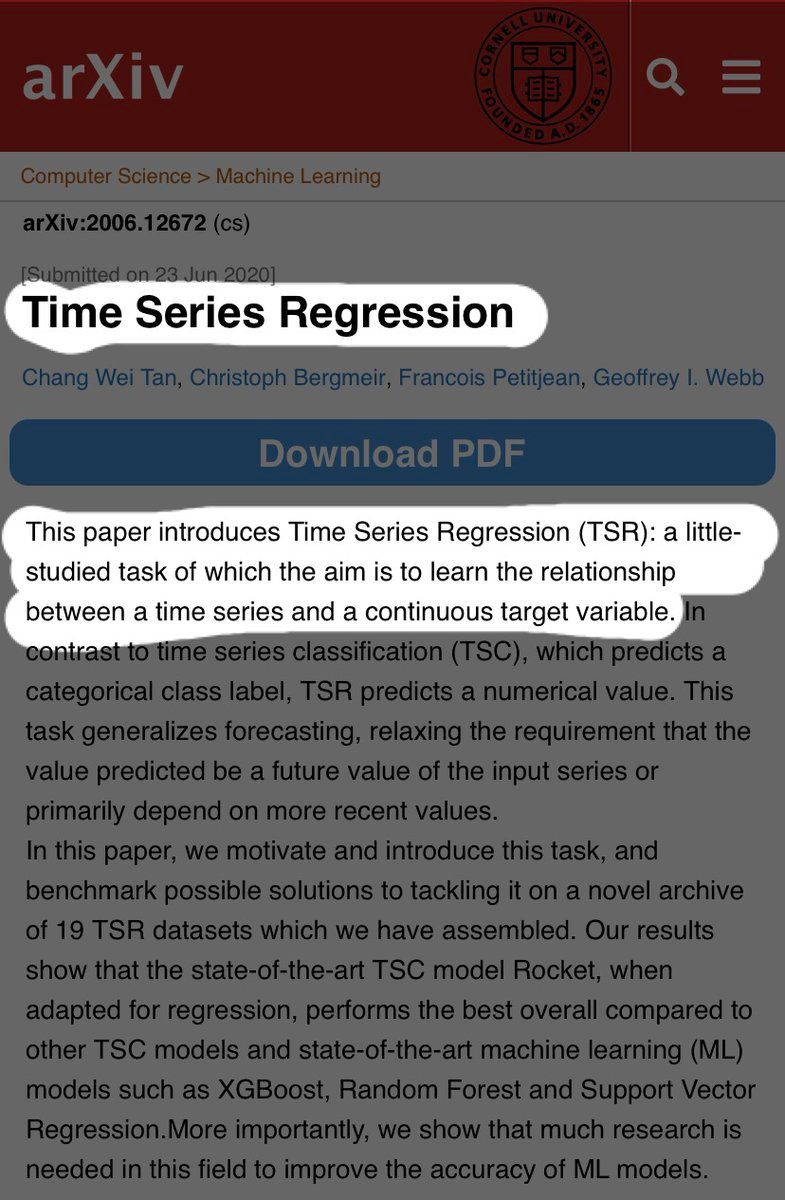 arXiv
CORNELL UNIVERSITY
FOUNDED A.D. 1865
Computer Science > Machine Learning
arXiv:2006.12672 (cs)
[Submitted on 23 Jun 2020]
Time Series Regression
Chang Wei Tan, Christoph Bergmeir, Francois Petitjean, Geoffrey I. Webb
Download PDF
This paper introduces Time Series Regression (TSR): a little-
studied task of which the aim is to learn the relationship
between a time series and a continuous target variable. In
contrast to time series classification (TSC), which predicts a
categorical class label, TSR predicts a numerical value. This
task generalizes forecasting, relaxing the requirement that the
value predicted be a future value of the input series or
primarily depend on more recent values.
In this paper, we motivate and introduce this task, and
benchmark possible solutions to tackling it on a novel archive
of 19 TSR datasets which we have assembled. Our results
show that the state-of-the-art TSC model Rocket, when
adapted for regression, performs the best overall compared to
other TSC models and state-of-the-art machine learning (ML)
models such as XGBoost, Random Forest and Support Vector
Regression.More importantly, we show that much research is
needed in this field to improve the accuracy of ML models.